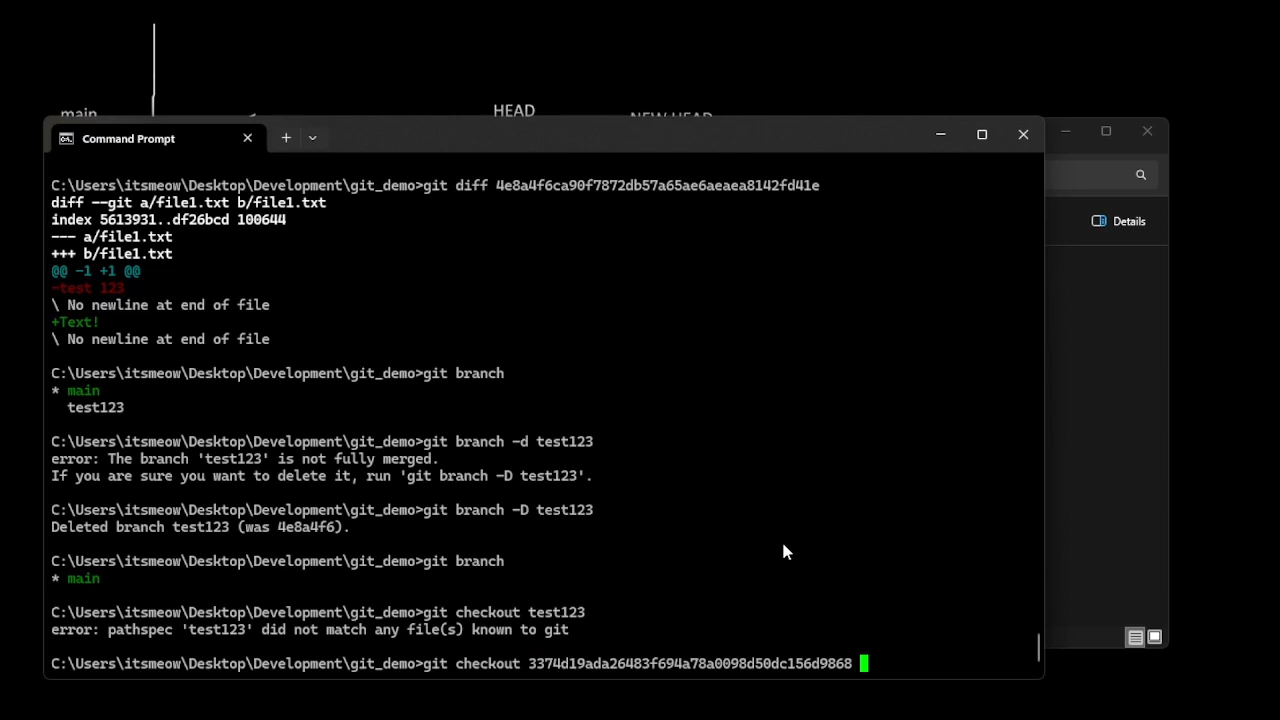 main
HEAD
NEW HEAD
Command Prompt
Details
C:\Users\itsmeow\Desktop\Development\git_demo>git diff 4e8a4f6ca90f7872db57a65ae6aeaea8142fd41e
diff --git a/file1.txt b/file1.txt
index 5613931..df26bcd 100644
--- a/file1.txt
+++ b/file1.txt
@@ -1 +1 @@
-test 123
\ No newline at end of file
+Text!
\ No newline at end of file
C:\Users\itsmeow\Desktop\Development\git_demo>git branch
* main
  test123
C:\Users\itsmeow\Desktop\Development\git_demo>git branch -d test123
error: The branch 'test123' is not fully merged.
If you are sure you want to delete it, run 'git branch -D test123'.
C:\Users\itsmeow\Desktop\Development\git_demo>git branch -D test123
Deleted branch test123 (was 4e8a4f6).
C:\Users\itsmeow\Desktop\Development\git_demo>git branch
* main
C:\Users\itsmeow\Desktop\Development\git_demo>git checkout test123
error: pathspec 'test123' did not match any file(s) known to git
C:\Users\itsmeow\Desktop\Development\git_demo>git checkout 3374d19ada26483f694a78a0098d50dc156d9868